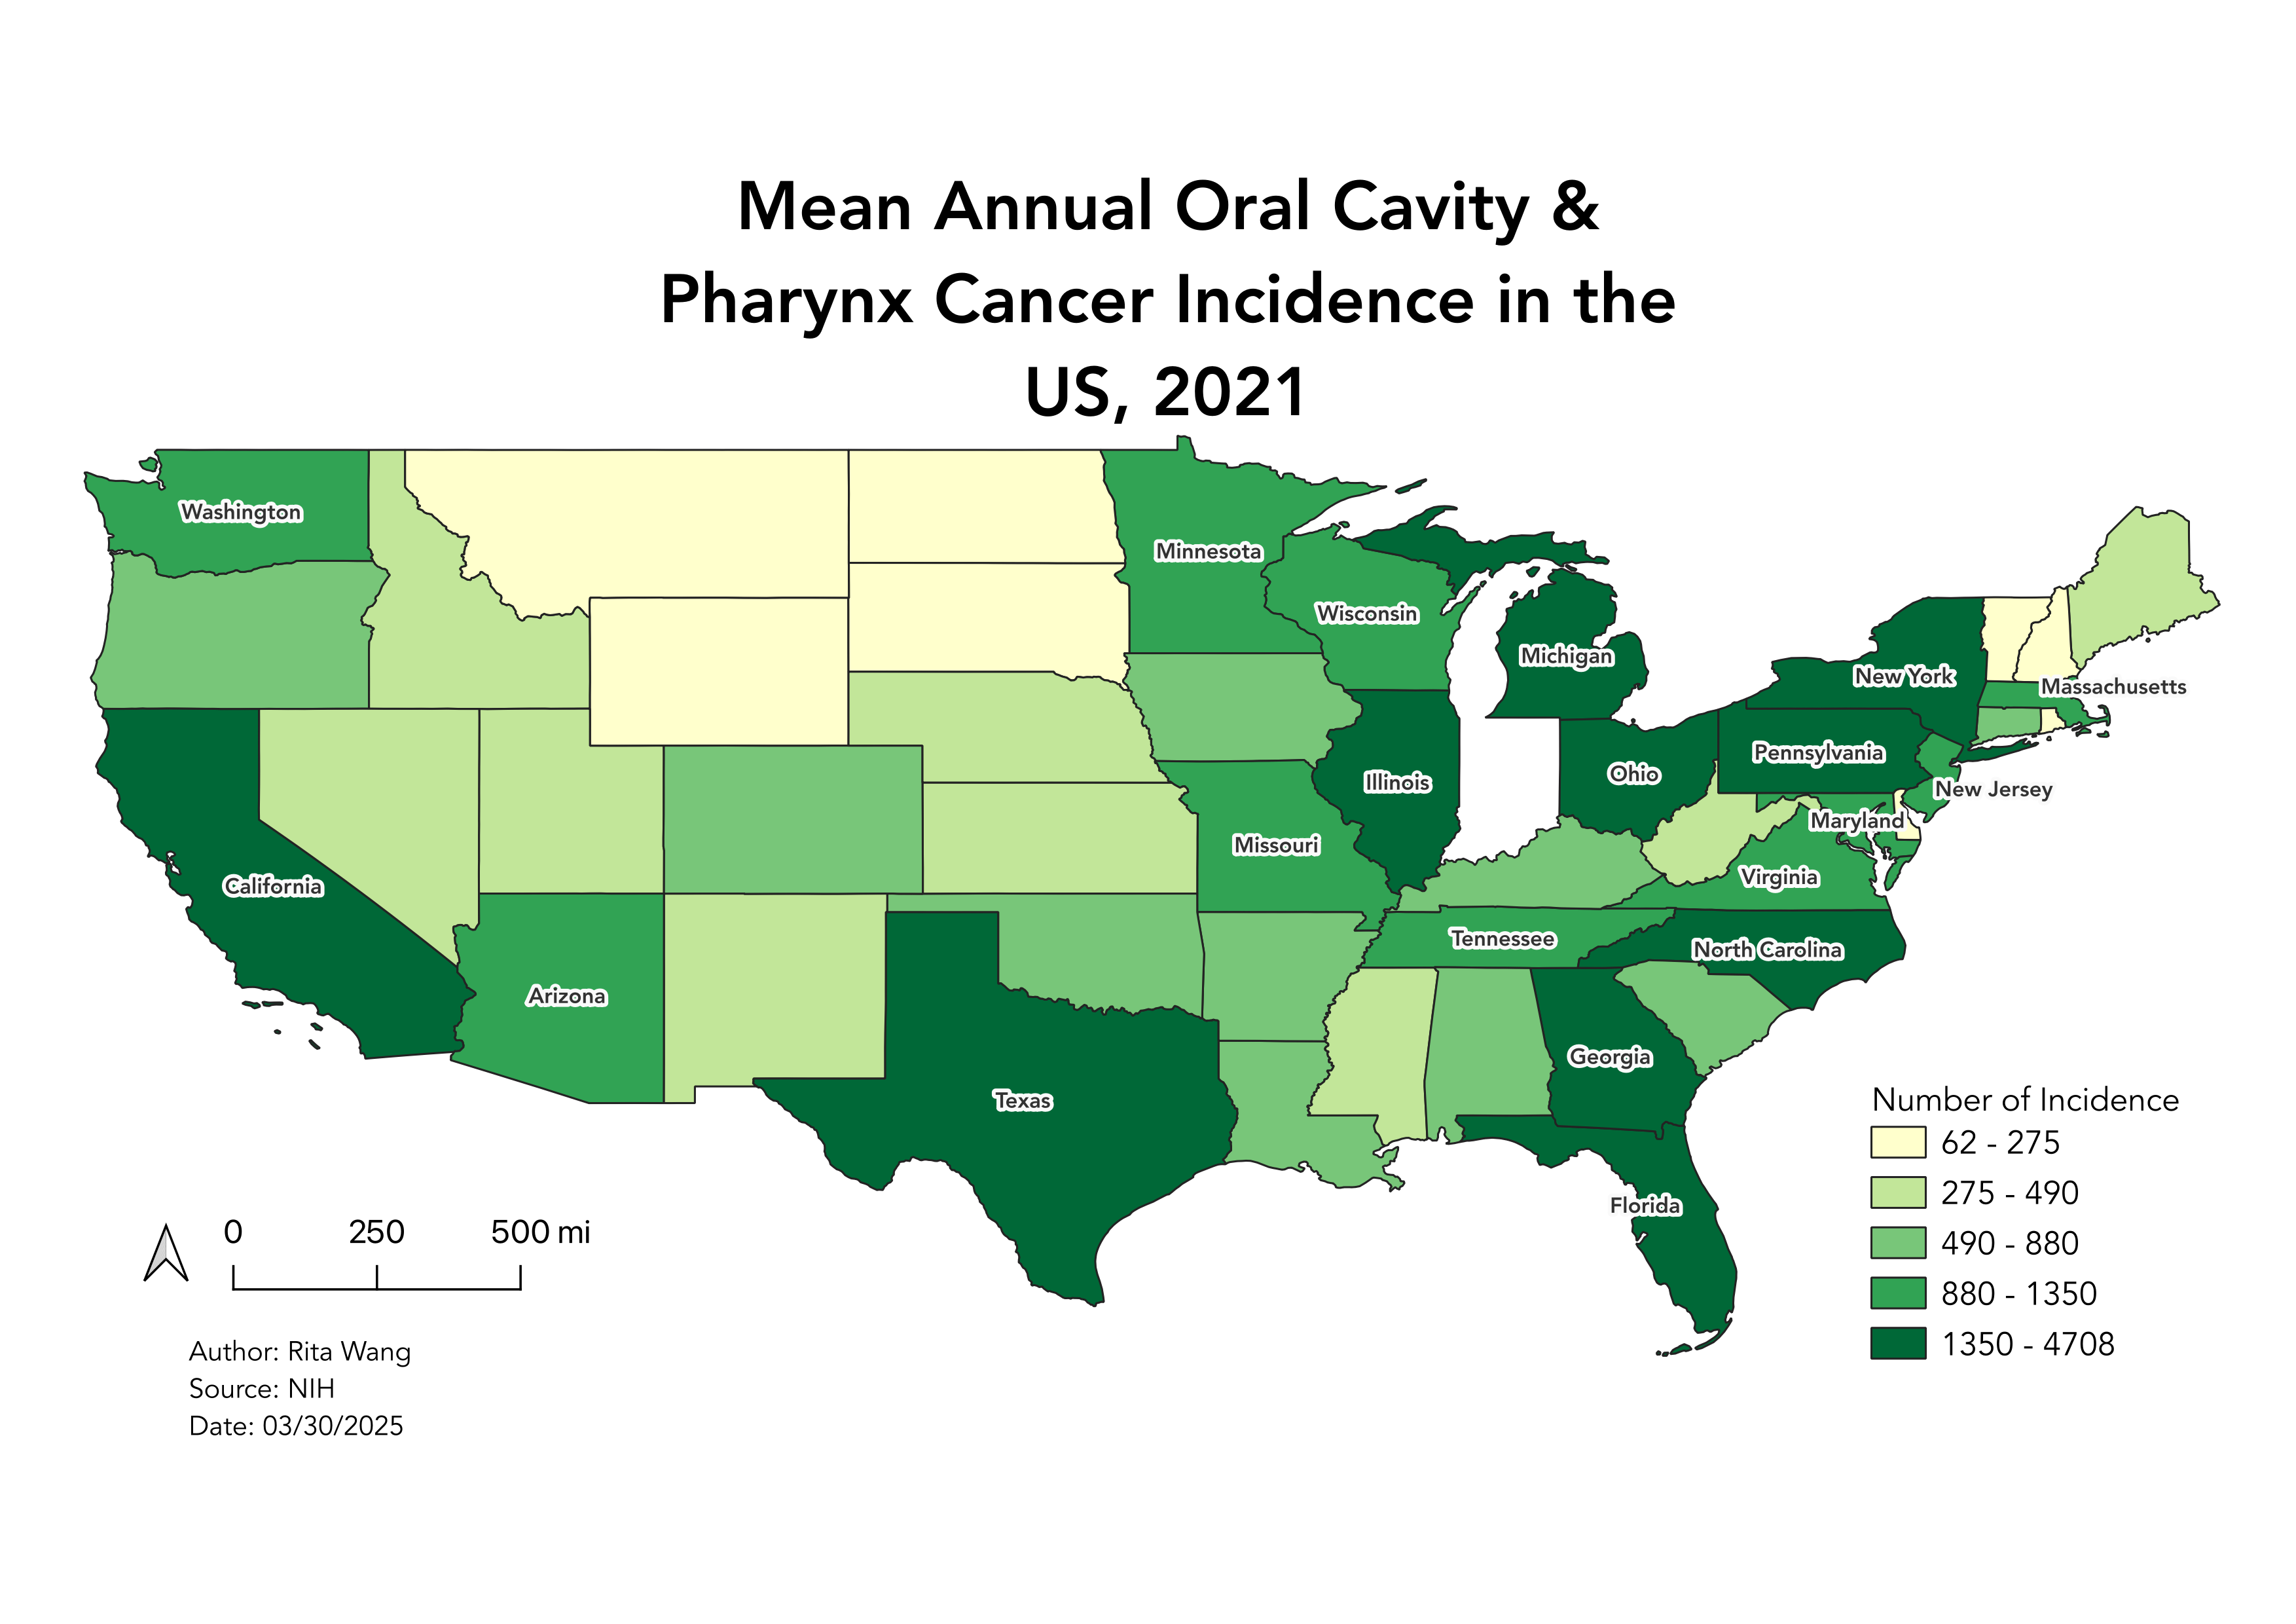 Mean Annual Oral Cavity &
Pharynx Cancer Incidence in the
US, 2021
Washington
Minnesota
Wisconsin
Michigan
New York
Massachusetts
Pennsylvania
Ohio
Illinois
New Jersey
Maryland
Missouri
Virginia
California
Tennessee
North Carolina
Arizona
Georgia
Texas
Florida
Number of Incidence
62 - 275
275 - 490
490 - 880
880 - 1350
1350 - 4708
0 250 500 mi
Author: Rita Wang
Source: NIH
Date: 03/30/2025